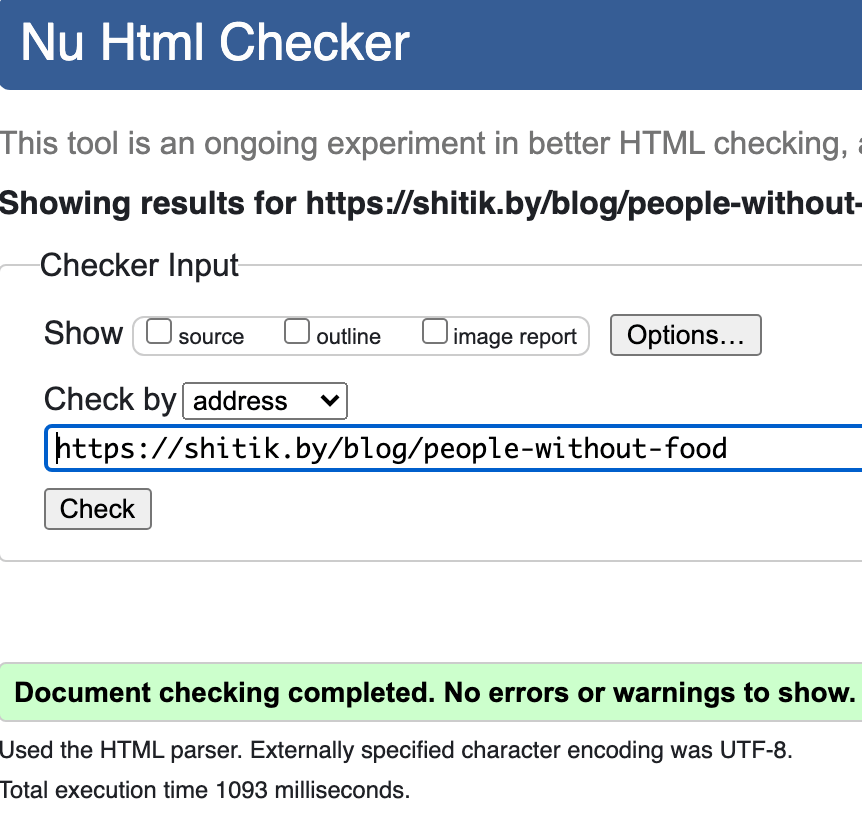 Nu Html Checker
This tool is an ongoing experiment in better HTML checking,
Showing results for https://shitik.by/blog/people-without-
Checker Input
Show source outline image report Options…
Check by address
https://shitik.by/blog/people-without-food
Check
Document checking completed. No errors or warnings to show.
Used the HTML parser. Externally specified character encoding was UTF-8.
Total execution time 1093 milliseconds.